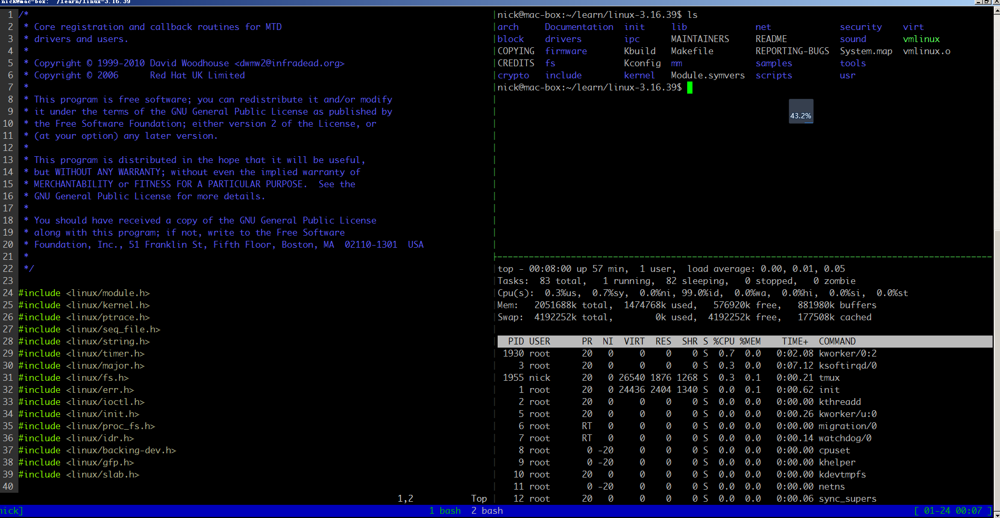 nick@mac-box: ~/learn/linux-3.16.39
1 /*
2  * Core registration and callback routines for MTD
3  * drivers and users.
4  *
5  * Copyright © 1999-2010 David Woodhouse <dwmw2@infradead.org>
6  * Copyright © 2006      Red Hat UK Limited
7  *
8  * This program is free software; you can redistribute it and/or modify
9  * it under the terms of the GNU General Public License as published by
10  * the Free Software Foundation; either version 2 of the License, or
11  * (at your option) any later version.
12  *
13  * This program is distributed in the hope that it will be useful,
14  * but WITHOUT ANY WARRANTY; without even the implied warranty of
15  * MERCHANTABILITY or FITNESS FOR A PARTICULAR PURPOSE.  See the
16  * GNU General Public License for more details.
17  *
18  * You should have received a copy of the GNU General Public License
19  * along with this program; if not, write to the Free Software
20  * Foundation, Inc., 51 Franklin St, Fifth Floor, Boston, MA  02110-1301  USA
21  *
22  */
23
24 #include <linux/module.h>
25 #include <linux/kernel.h>
26 #include <linux/ptrace.h>
27 #include <linux/seq_file.h>
28 #include <linux/string.h>
29 #include <linux/timer.h>
30 #include <linux/major.h>
31 #include <linux/fs.h>
32 #include <linux/err.h>
33 #include <linux/ioctl.h>
34 #include <linux/init.h>
35 #include <linux/proc_fs.h>
36 #include <linux/idr.h>
37 #include <linux/backing-dev.h>
38 #include <linux/gfp.h>
39 #include <linux/slab.h>
40
1,2 Top
nick@mac-box:~/learn/linux-3.16.39$ ls
arch Documentation init lib net security virt
block drivers ipc MAINTAINERS README sound vmlinux
COPYING firmware Kbuild Makefile REPORTING-BUGS System.map vmlinux.o
CREDITS fs Kconfig mm samples tools
crypto include kernel Module.symvers scripts usr
nick@mac-box:~/learn/linux-3.16.39$
43.2%
top - 00:08:00 up 57 min,  1 user,  load average: 0.00, 0.01, 0.05
Tasks:  83 total,   1 running,  82 sleeping,   0 stopped,   0 zombie
Cpu(s):  0.3%us,  0.7%sy,  0.0%ni, 99.0%id,  0.0%wa,  0.0%hi,  0.0%si,  0.0%st
Mem:   2051688k total,  1474768k used,   576920k free,   881980k buffers
Swap:  4192252k total,        0k used,  4192252k free,   177508k cached
PID USER PR NI VIRT RES SHR S %CPU %MEM TIME+ COMMAND
1930 root 20 0 0 0 0 S 0.7 0.0 0:02.08 kworker/0:2
3 root 20 0 0 0 0 S 0.3 0.0 0:07.12 ksoftirqd/0
1955 nick 20 0 26540 1876 1268 S 0.3 0.1 0:00.21 tmux
1 root 20 0 24436 2404 1340 S 0.0 0.1 0:00.62 init
2 root 20 0 0 0 0 S 0.0 0.0 0:00.00 kthreadd
5 root 20 0 0 0 0 S 0.0 0.0 0:00.26 kworker/u:0
6 root RT 0 0 0 0 S 0.0 0.0 0:00.00 migration/0
7 root RT 0 0 0 0 S 0.0 0.0 0:00.14 watchdog/0
8 root 0 -20 0 0 0 S 0.0 0.0 0:00.00 cpuset
9 root 0 -20 0 0 0 S 0.0 0.0 0:00.00 khelper
10 root 20 0 0 0 0 S 0.0 0.0 0:00.00 kdevtmpfs
11 root 0 -20 0 0 0 S 0.0 0.0 0:00.00 netns
12 root 20 0 0 0 0 S 0.0 0.0 0:00.06 sync_supers
nick] 1 bash  2 bash [ 01-24 00:07 ]